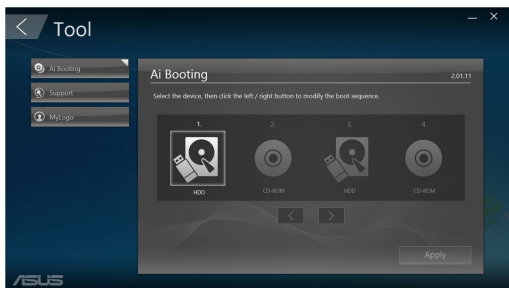 Tool
Ai Booting
Support
MyLogo
Ai Booting 2.01.11
Select the device, then click the left / right button to modify the boot sequence.
1. 2. 3. 4.
HDD CD-ROM HDD CD-ROM
Apply
ASUS